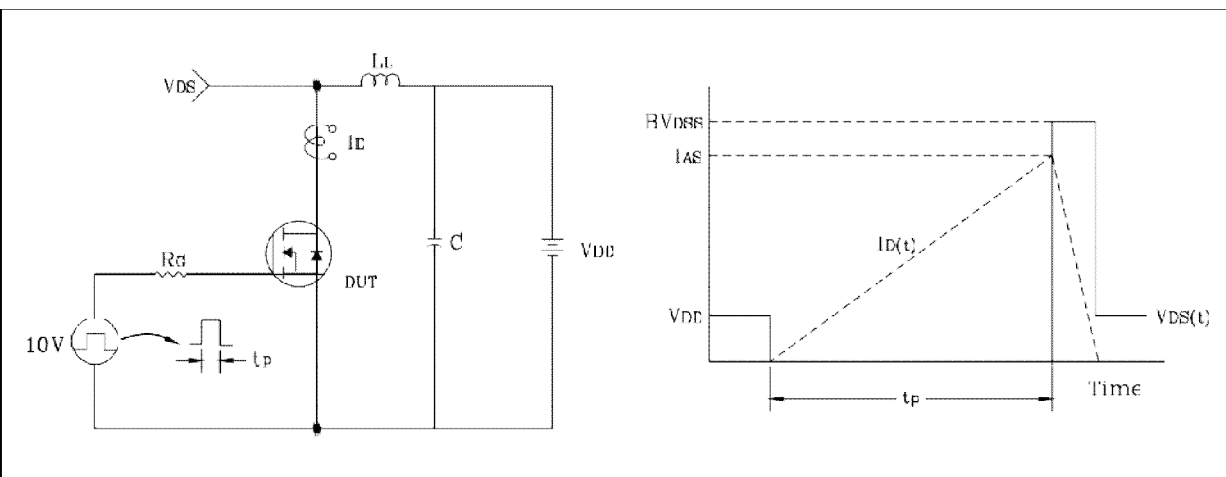 LL
VDS
ID
RG
DUT
C
VDD
10V
tp
BVDSS
IAS
ID(t)
VDD
VDS(t)
tp
Time